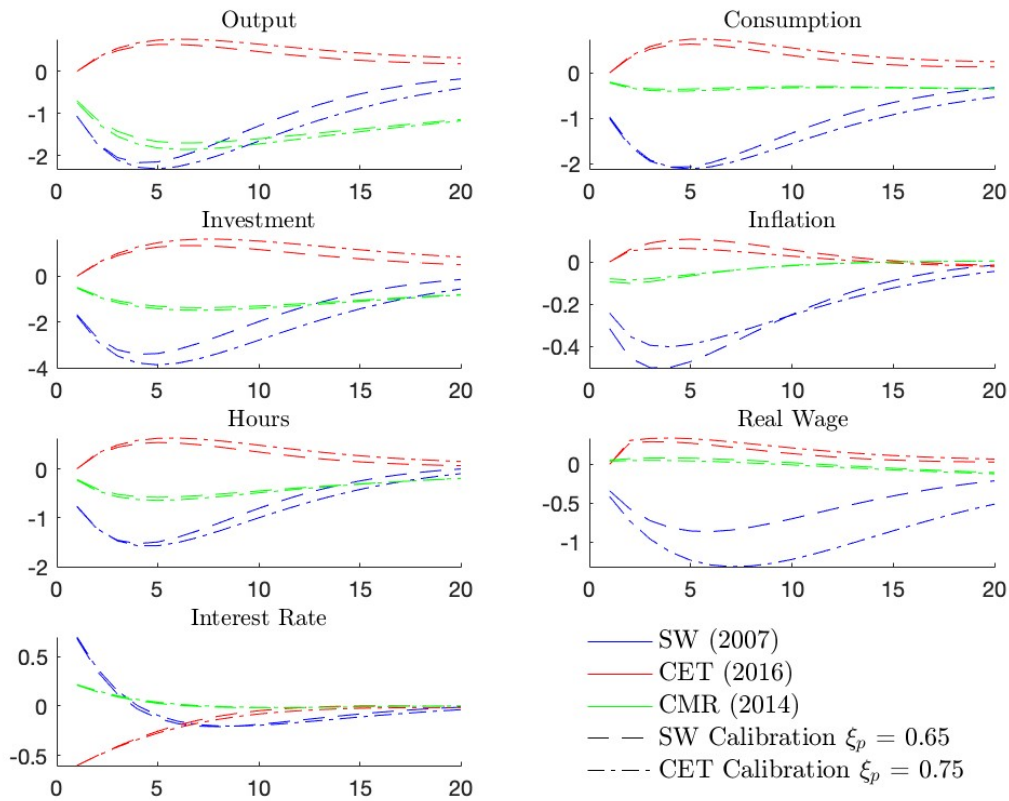 Output
0
-1
-2
0 5 10 15 20
Consumption
0
-1
-2
0 5 10 15 20
Investment
0
-2
-4
0 5 10 15 20
Inflation
0
-0.2
-0.4
0 5 10 15 20
Hours
0
-1
-2
0 5 10 15 20
Real Wage
0
-0.5
-1
0 5 10 15 20
Interest Rate
0.5
0
-0.5
0 5 10 15 20
SW (2007)
CET (2016)
CMR (2014)
SW Calibration ξp = 0.65
CET Calibration ξp = 0.75